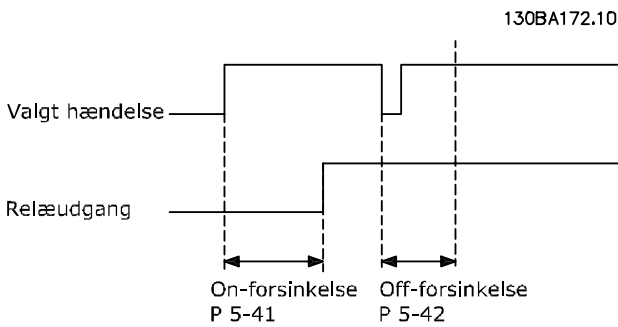 130BA172.10
Valgt hændelse
Relæudgang
On-forsinkelse
P 5-41
Off-forsinkelse
P 5-42